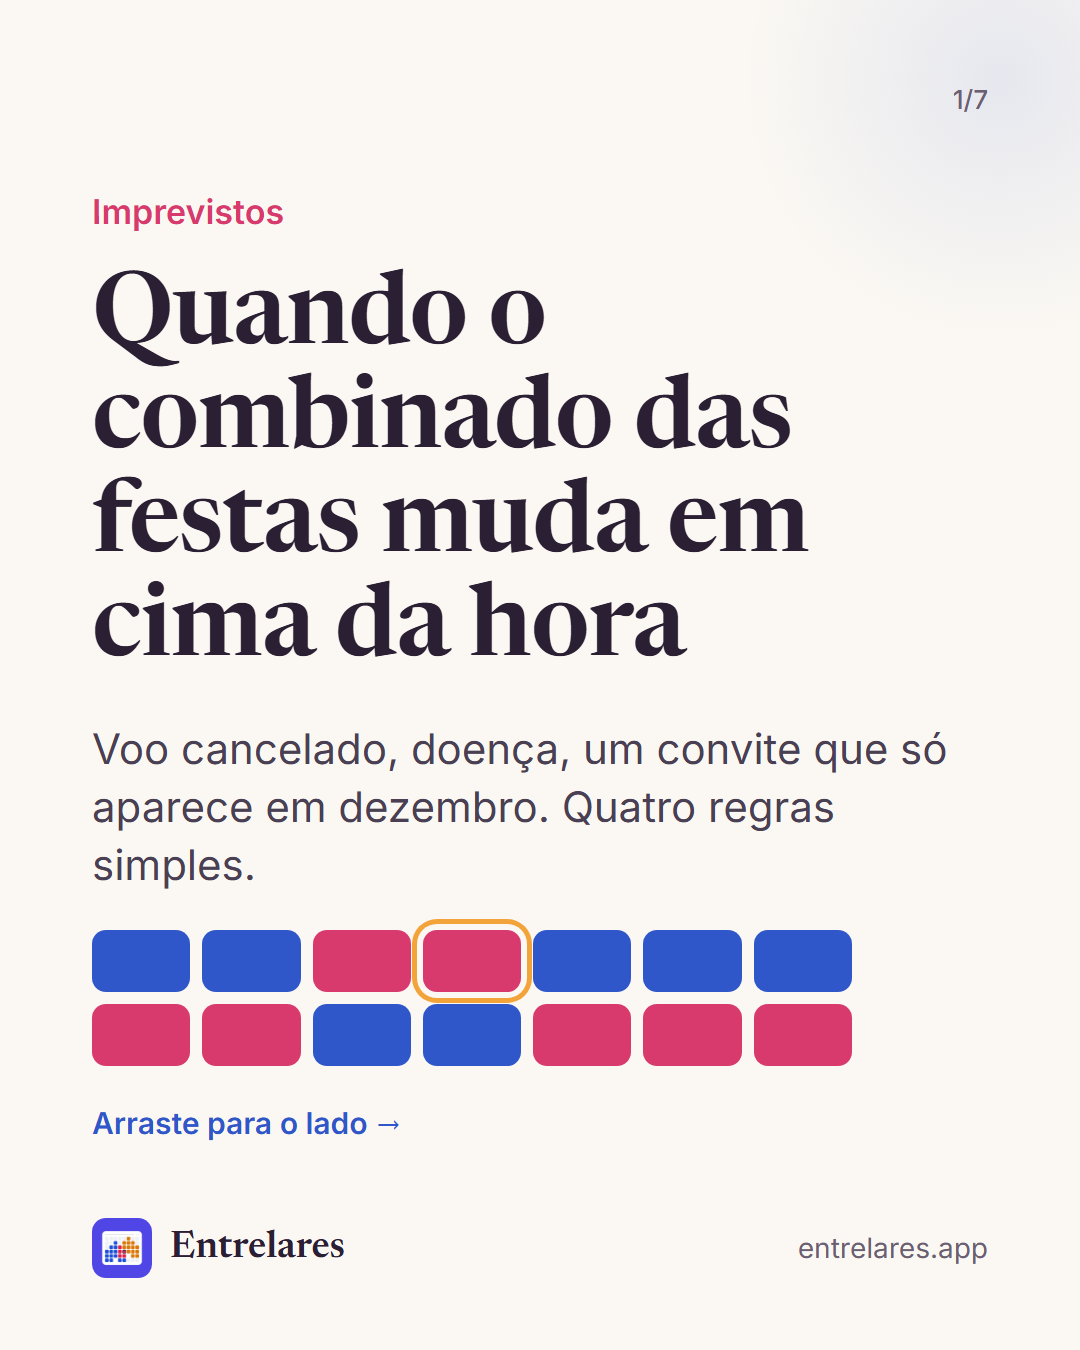 1/7
Imprevistos
Quando o
combinado das
festas muda em
cima da hora
Voo cancelado, doença, um convite que só
aparece em dezembro. Quatro regras
simples.
Arraste para o lado →
Entrelares
entrelares.app